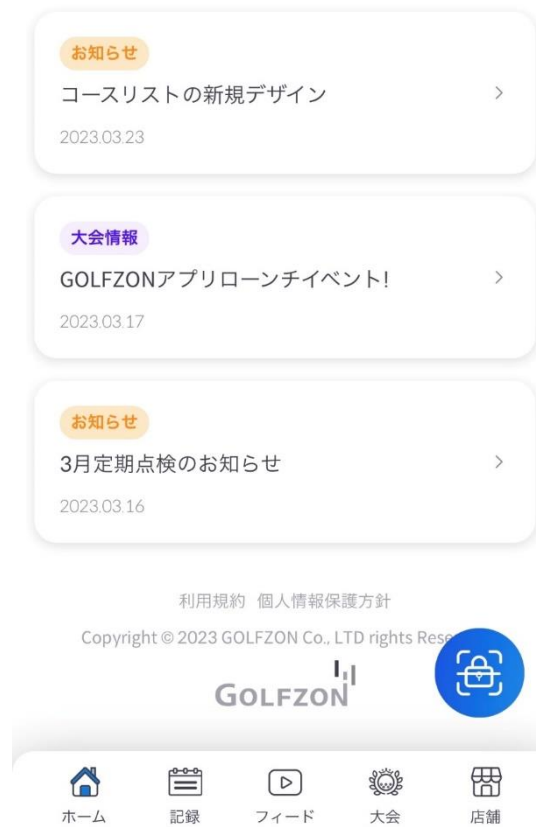 お知らせ
コースリストの新規デザイン
2023.03.23
大会情報
GOLFZONアプリローンチイベント!
2023.03.17
お知らせ
3月定期点検のお知らせ
2023.03.16
利用規約 個人情報保護方針
Copyright © 2023 GOLFZON Co., LTD rights
GOLFZON
ホーム 記録 フィード 大会 店舗